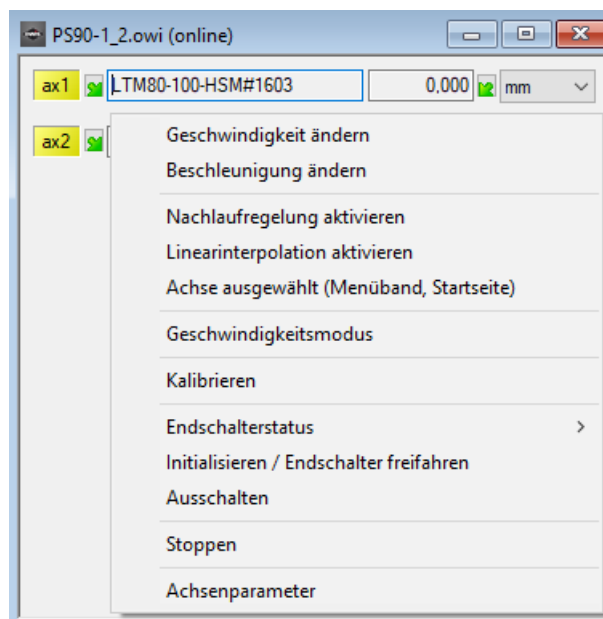 PS90-1_2.owi (online)
ax1 LTM80-100-HSM#1603 0,000 mm
ax2
Geschwindigkeit ändern
Beschleunigung ändern
Nachlaufregelung aktivieren
Linearinterpolation aktivieren
Achse ausgewählt (Menüband, Startseite)
Geschwindigkeitsmodus
Kalibrieren
Endschalterstatus
Initialisieren / Endschalter freifahren
Ausschalten
Stoppen
Achsenparameter